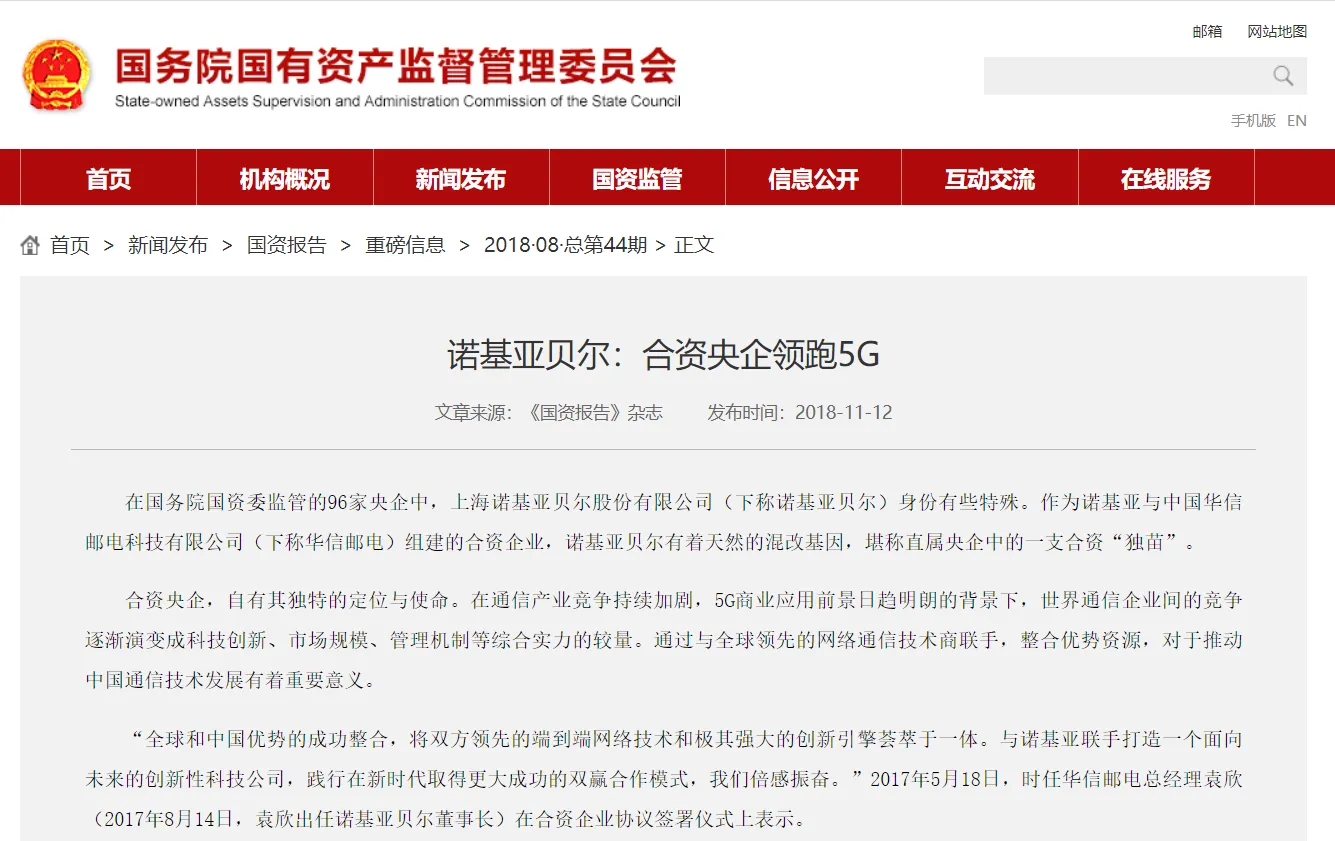 邮箱 网站地图
国务院国有资产监督管理委员会
State-owned Assets Supervision and Administration Commission of the State Council
手机版 EN
首页 机构概况 新闻发布 国资监管 信息公开 互动交流 在线服务
首页 > 新闻发布 > 国资报告 > 重磅信息 > 2018·08·总第44期 > 正文
诺基亚贝尔：合资央企领跑5G
文章来源：《国资报告》杂志 发布时间：2018-11-12
在国务院国资委监管的96家央企中，上海诺基亚贝尔股份有限公司（下称诺基亚贝尔）身份有些特殊。作为诺基亚与中国华信
邮电科技有限公司（下称华信邮电）组建的合资企业，诺基亚贝尔有着天然的混改基因，堪称直属央企中的一支合资“独苗”。
合资央企，自有其独特的定位与使命。在通信产业竞争持续加剧，5G商业应用前景日趋明朗的背景下，世界通信企业间的竞争
逐渐演变成科技创新、市场规模、管理机制等综合实力的较量。通过与全球领先的网络通信技术商联手，整合优势资源，对于推动
中国通信技术发展有着重要意义。
“全球和中国优势的成功整合，将双方领先的端到端网络技术和极其强大的创新引擎荟萃于一体。与诺基亚联手打造一个面向
未来的创新性科技公司，践行在新时代取得更大成功的双赢合作模式，我们倍感振奋。”2017年5月18日，时任华信邮电总经理袁欣
（2017年8月14日，袁欣出任诺基亚贝尔董事长）在合资企业协议签署仪式上表示。